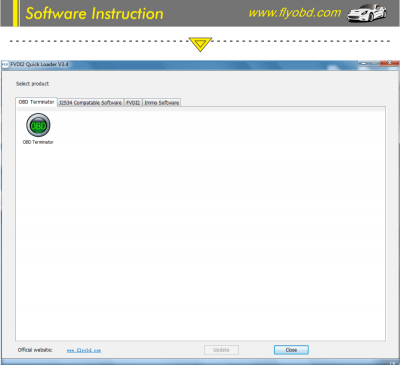 Software Instruction
www.flyobd.com
FVDI2 Quick Loader V3.4
Select product
OBD Terminator J2534 Compatable Software FVDI2 Immo Software
OBD
OBD Terminator
Official website: www.flyobd.com Update Close